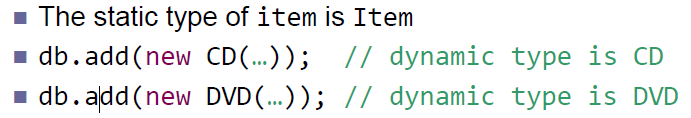 ▪ The static type of item is Item
▪ db.add(new CD(…));  // dynamic type is CD
▪ db.add(new DVD(…)); // dynamic type is DVD